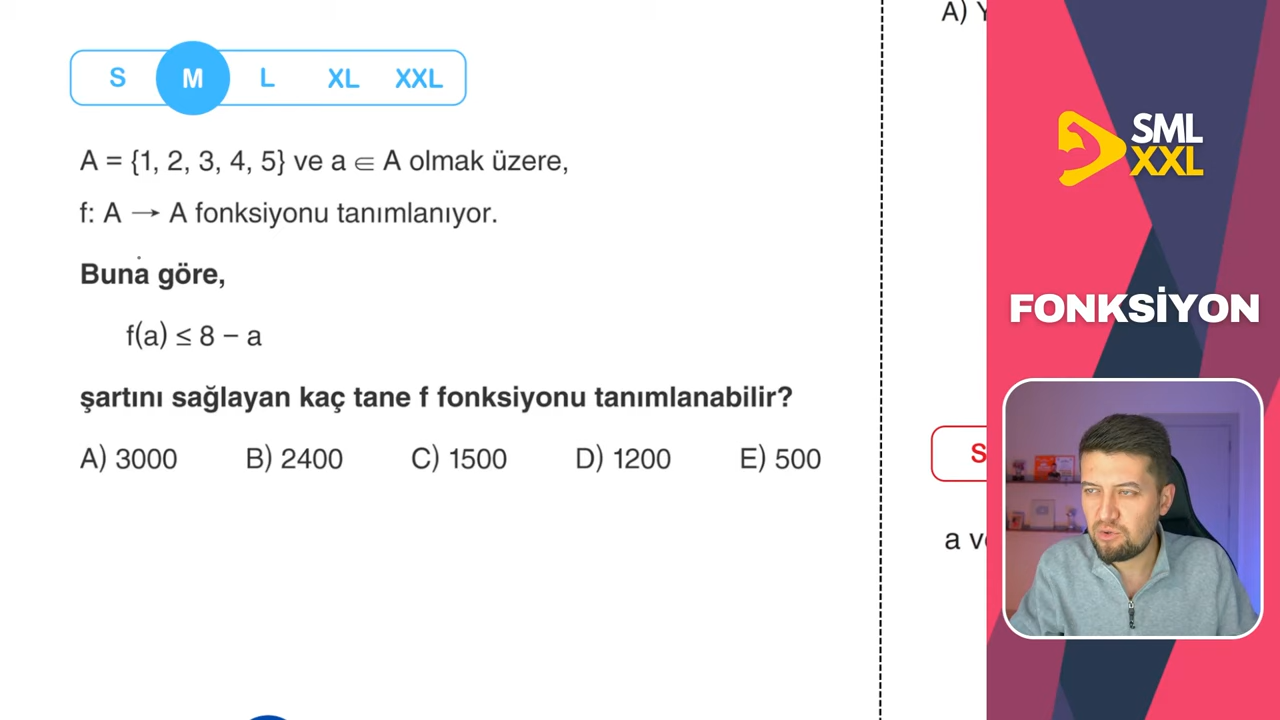 S M L XL XXL
A = {1, 2, 3, 4, 5} ve a ∈ A olmak üzere,
f: A → A fonksiyonu tanımlanıyor.
Buna göre,
f(a) ≤ 8 – a
şartını sağlayan kaç tane f fonksiyonu tanımlanabilir?
A) 3000 B) 2400 C) 1500 D) 1200 E) 500
A) Y
S
a ve
SML
XXL
FONKSİYON